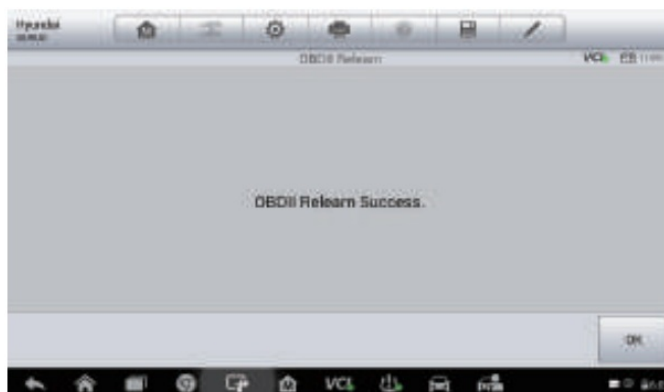 Hyundai
OBDII Relearn
VCI
OBDII Relearn Success.
OK
VCI